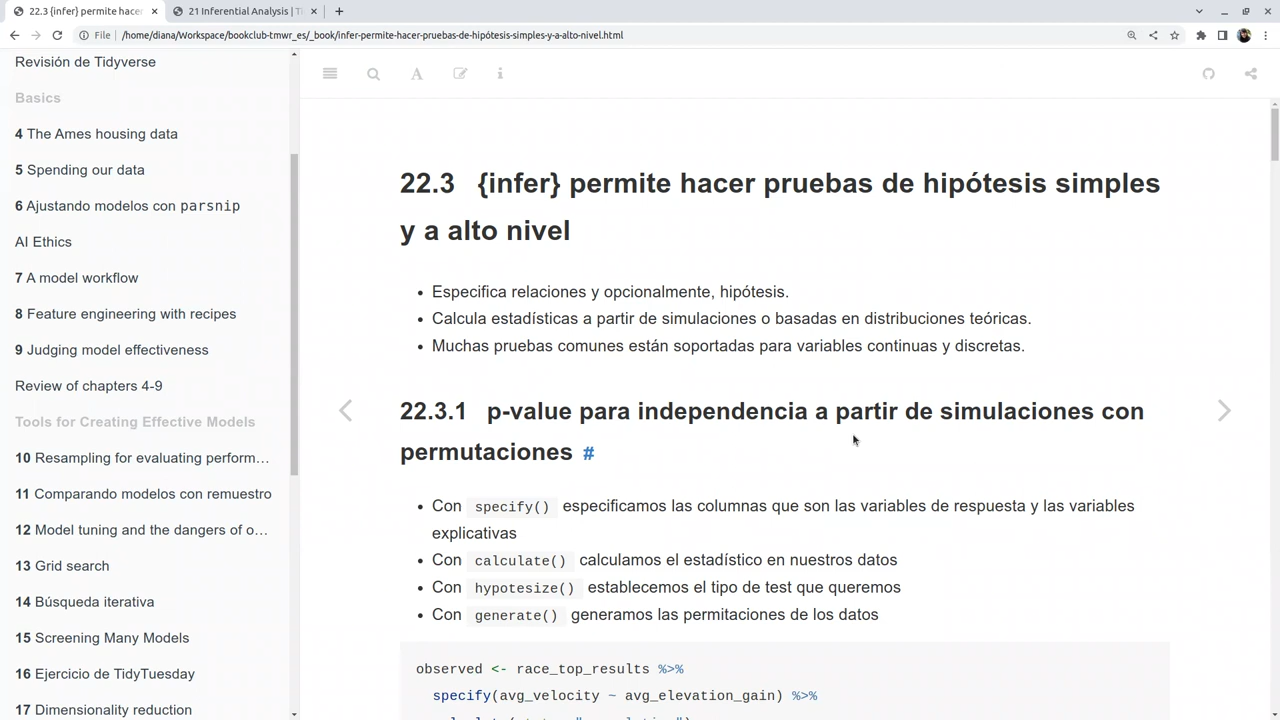 22.3 {infer} permite hacer
21 Inferential Analysis | T
File
/home/diana/Workspace/bookclub-tmwr_es/_book/infer-permite-hacer-pruebas-de-hipótesis-simples-y-a-alto-nivel.html
Revisión de Tidyverse
Basics
4 The Ames housing data
5 Spending our data
6 Ajustando modelos con parsnip
AI Ethics
7 A model workflow
8 Feature engineering with recipes
9 Judging model effectiveness
Review of chapters 4-9
Tools for Creating Effective Models
10 Resampling for evaluating perform…
11 Comparando modelos con remuestro
12 Model tuning and the dangers of o…
13 Grid search
14 Búsqueda iterativa
15 Screening Many Models
16 Ejercicio de TidyTuesday
17 Dimensionality reduction
22.3 {infer} permite hacer pruebas de hipótesis simples
y a alto nivel
• Especifica relaciones y opcionalmente, hipótesis.
• Calcula estadísticas a partir de simulaciones o basadas en distribuciones teóricas.
• Muchas pruebas comunes están soportadas para variables continuas y discretas.
22.3.1 p-value para independencia a partir de simulaciones con
permutaciones #
• Con specify() especificamos las columnas que son las variables de respuesta y las variables
explicativas
• Con calculate() calculamos el estadístico en nuestros datos
• Con hypotesize() establecemos el tipo de test que queremos
• Con generate() generamos las permitaciones de los datos
observed <- race_top_results %>%
specify(avg_velocity ~ avg_elevation_gain) %>%